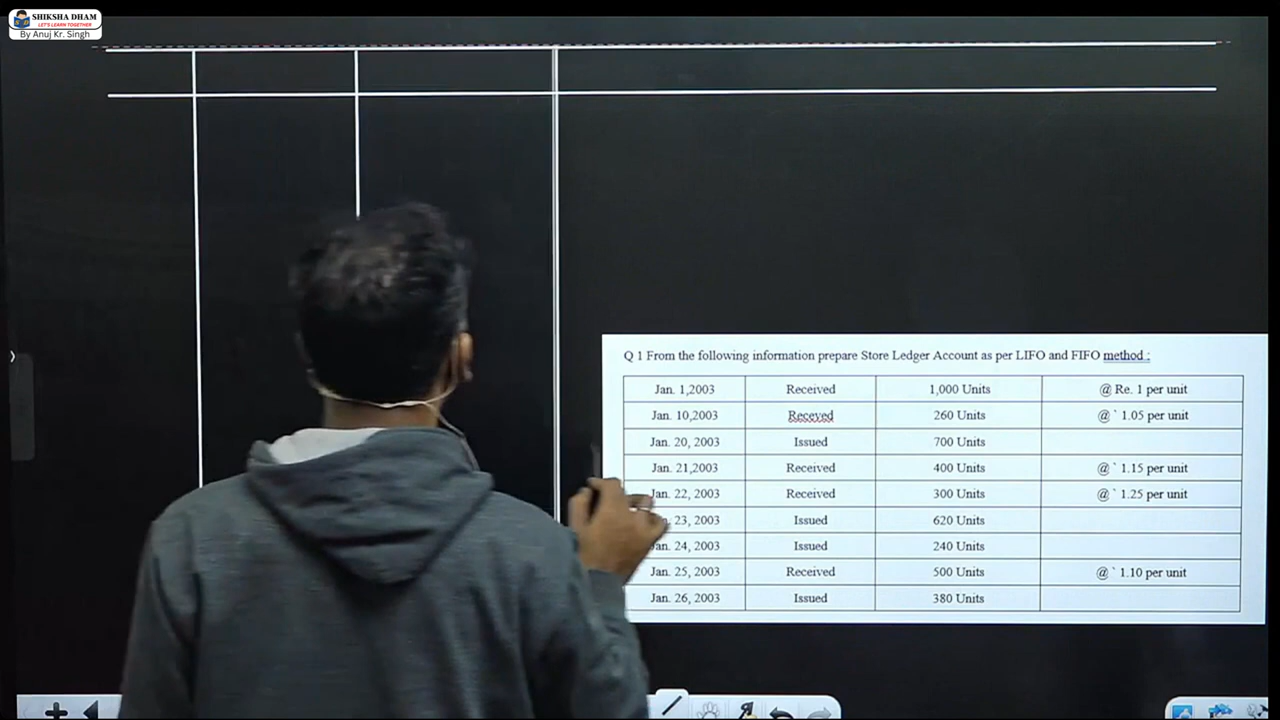 SHIKSHA DHAM
LET'S LEARN TOGETHER
By Anuj Kr. Singh
Q 1 From the following information prepare Store Ledger Account as per LIFO and FIFO method :
Jan. 1,2003 Received 1,000 Units @ Re. 1 per unit
Jan. 10,2003 Receved 260 Units @ ` 1.05 per unit
Jan. 20, 2003 Issued 700 Units
Jan. 21,2003 Received 400 Units @ ` 1.15 per unit
Jan. 22, 2003 Received 300 Units @ ` 1.25 per unit
23, 2003 Issued 620 Units
Jan. 24, 2003 Issued 240 Units
Jan. 25, 2003 Received 500 Units @ ` 1.10 per unit
Jan. 26, 2003 Issued 380 Units